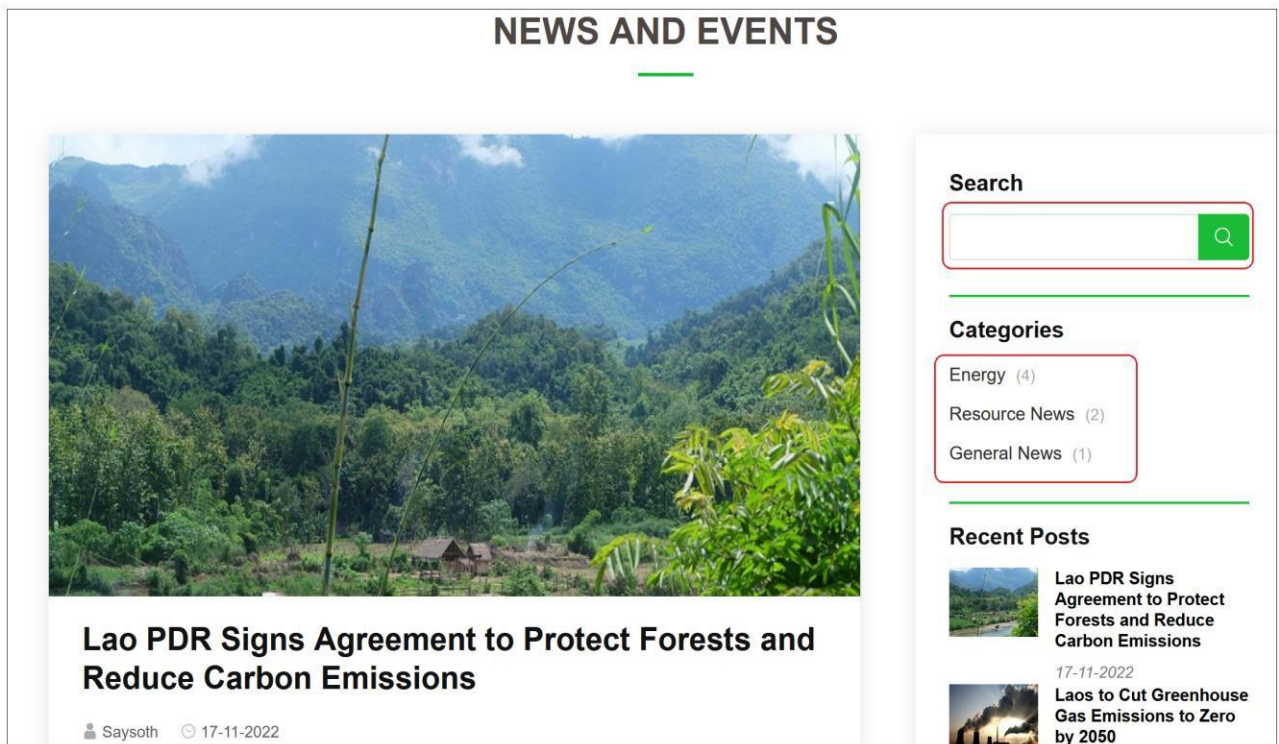 NEWS AND EVENTS
Lao PDR Signs Agreement to Protect Forests and
Reduce Carbon Emissions
Saysoth 17-11-2022
Search
Categories
Energy (4)
Resource News (2)
General News (1)
Recent Posts
Lao PDR Signs
Agreement to Protect
Forests and Reduce
Carbon Emissions
17-11-2022
Laos to Cut Greenhouse
Gas Emissions to Zero
by 2050